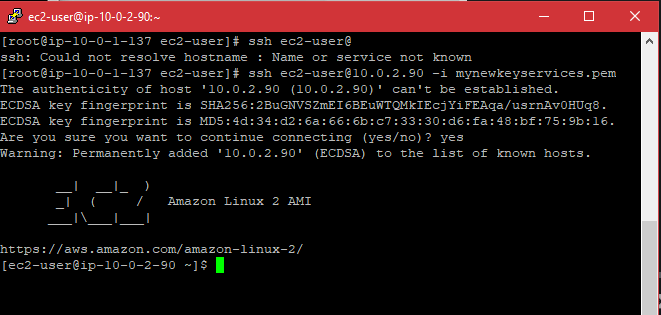 ec2-user@ip-10-0-2-90:~
[root@ip-10-0-1-137 ec2-user]# ssh ec2-user@
ssh: Could not resolve hostname : Name or service not known
[root@ip-10-0-1-137 ec2-user]# ssh ec2-user@10.0.2.90 -i mynewkeyservices.pem
The authenticity of host '10.0.2.90 (10.0.2.90)' can't be established.
ECDSA key fingerprint is SHA256:2BuGNVSZmEI6BEuWTQMkIEcjYiFEAqa/usrnAv0HUq8.
ECDSA key fingerprint is MD5:4d:34:d2:6a:66:6b:c7:33:30:d6:fa:48:bf:75:9b:16.
Are you sure you want to continue connecting (yes/no)? yes
Warning: Permanently added '10.0.2.90' (ECDSA) to the list of known hosts.
       __|  __|_  )
       _|  (     /   Amazon Linux 2 AMI
      ___|\___|___|
https://aws.amazon.com/amazon-linux-2/
[ec2-user@ip-10-0-2-90 ~]$